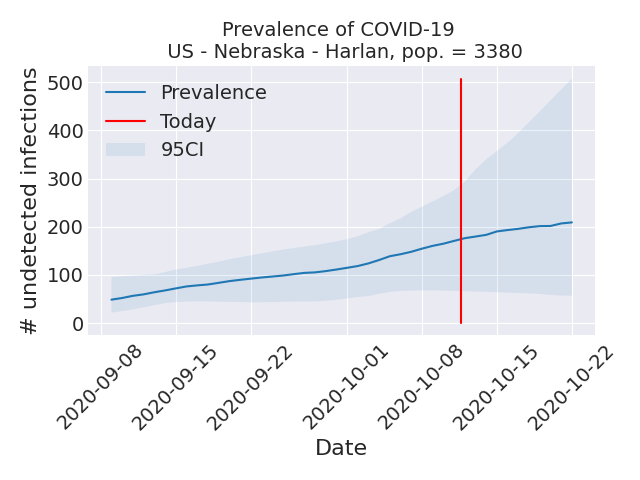 Prevalence of COVID-19
US - Nebraska - Harlan, pop. = 3380
# undetected infections
500
400
300
200
100
0
Prevalence
Today
95CI
2020-09-08
2020-09-15
2020-09-22
2020-10-01
2020-10-08
2020-10-15
2020-10-22
Date